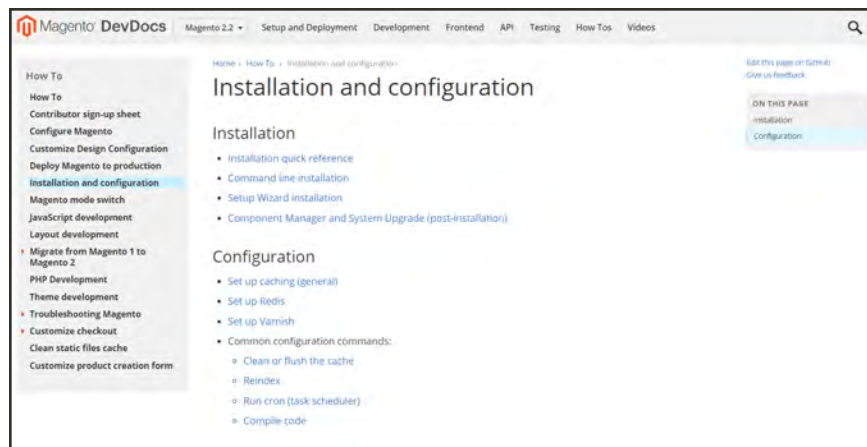 Magento DevDocs
Magento 2.2 Setup and Deployment Development Frontend API Testing How Tos Videos
How To
How To
Contributor sign-up sheet
Configure Magento
Customize Design Configuration
Deploy Magento to production
Installation and configuration
Magento mode switch
JavaScript development
Layout development
Migrate from Magento 1 to
Magento 2
PHP Development
Theme development
Troubleshooting Magento
Customize checkout
Clean static files cache
Customize product creation form
Home › How To › Installation and configuration
Installation and configuration
Installation
• Installation quick reference
• Command line installation
• Setup Wizard installation
• Component Manager and System Upgrade (post-installation)
Configuration
• Set up caching (general)
• Set up Redis
• Set up Varnish
• Common configuration commands:
◦ Clean or flush the cache
◦ Reindex
◦ Run cron (task scheduler)
◦ Compile code
Edit this page on GitHub
Give us feedback
ON THIS PAGE
Installation
Configuration